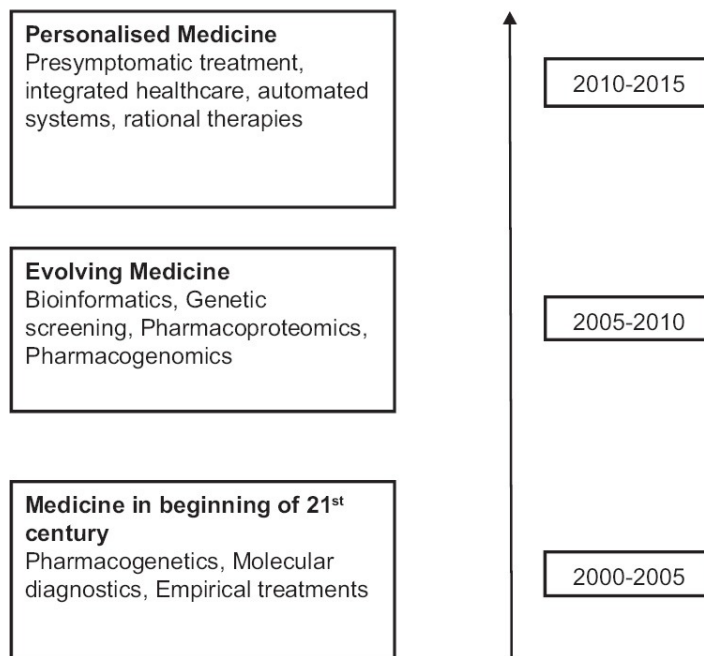 Personalised Medicine
Presymptomatic treatment,
integrated healthcare, automated
systems, rational therapies
2010-2015
Evolving Medicine
Bioinformatics, Genetic
screening, Pharmacoproteomics,
Pharmacogenomics
2005-2010
Medicine in beginning of 21st
century
Pharmacogenetics, Molecular
diagnostics, Empirical treatments
2000-2005